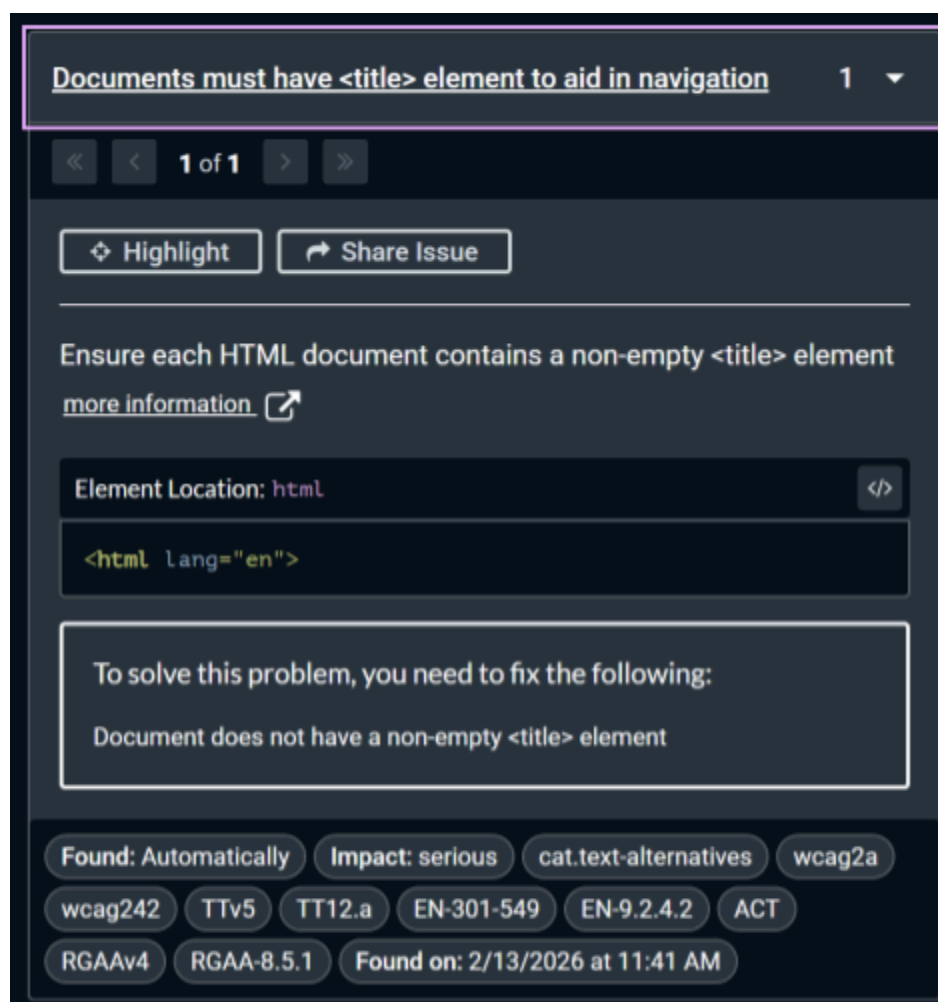 Documents must have <title> element to aid in navigation 1
1 of 1
Highlight Share Issue
Ensure each HTML document contains a non-empty <title> element
more information
Element Location: html </>
<html lang="en">
To solve this problem, you need to fix the following:
Document does not have a non-empty <title> element
Found: Automatically Impact: serious cat.text-alternatives wcag2a
wcag242 TTv5 TT12.a EN-301-549 EN-9.2.4.2 ACT
RGAAv4 RGAA-8.5.1 Found on: 2/13/2026 at 11:41 AM